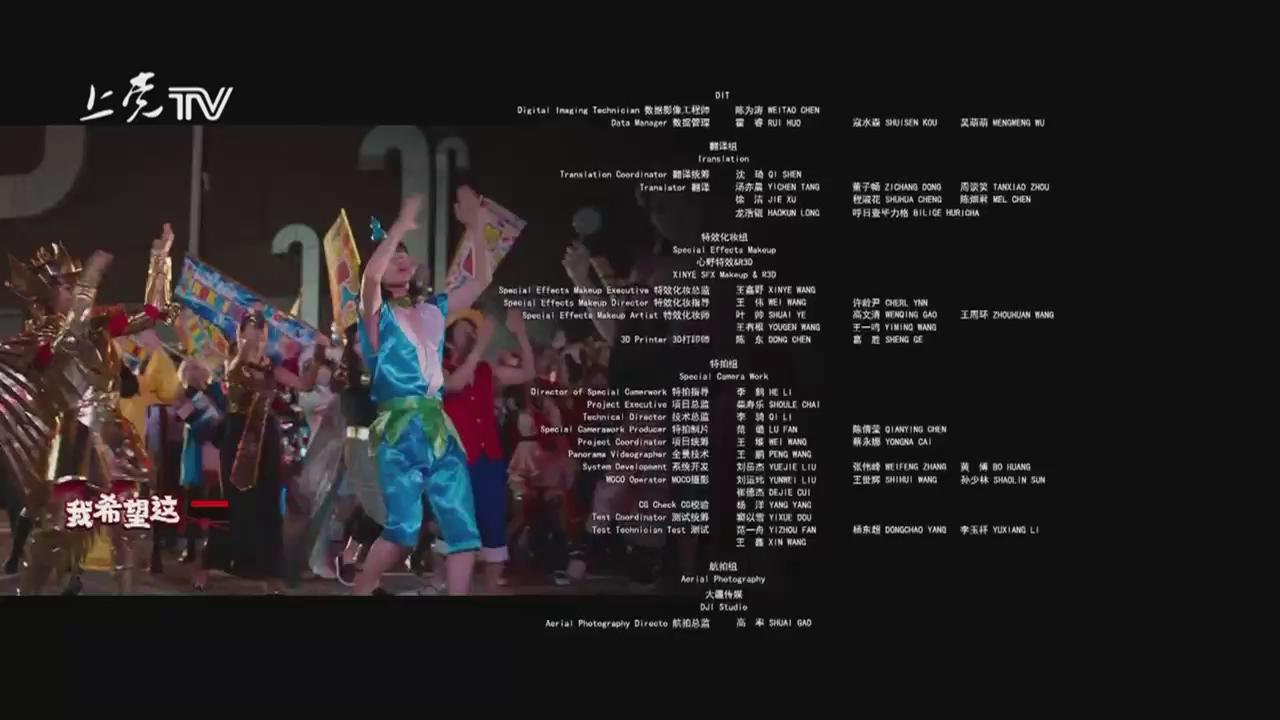 上壳TV
DIT
Digital Imaging Technician 数据影像工程师 陈为涛 WEITAO CHEN
Data Manager 数据管理 霍 睿 RUI HUO 寇水森 SHUISEN KOU 吴萌萌 MENGMENG WU
翻译组
Translation
Translation Coordinator 翻译统筹 沈 琦 QI SHEN
Translator 翻译 汤亦晨 YICHEN TANG 董子畅 ZICHANG DONG 周谈笑 TANXIAO ZHOU
徐 洁 JIE XU 程淑花 SHUHUA CHENG MEL CHEN
龙浩锟 HAOKUN LONG 呼日查毕力格 BILIGE HURICHA
特效化妆组
Special Effects Makeup
心野特效&R3D
XINYE SFX Makeup & R3D
Special Effects Makeup Executive 特效化妆总监 王鑫野 XINYE WANG
Special Effects Makeup Director 特效化妆指导 王 伟 WEI WANG 许龄尹 CHERL YNN
Special Effects Makeup Artist 特效化妆师 叶 帅 SHUAI YE 高文清 WENQING GAO 王周环 ZHOUHUAN WANG
王有根 YOUGEN WANG 王一鸣 YIMING WANG
3D Printer 3D打印师 陈 东 DONG CHEN 葛 胜 SHENG GE
特拍组
Special Camera Work
Director of Special Camerwork 特拍指导 李 鹤 HE LI
Project Executive 项目总监 柴寿乐 SHOULE CHAI
Technical Director 技术总监 李 骑 QI LI
Special Camerawork Producer 特拍制片 范 璐 LU FAN 陈倩莹 QIANYING CHEN
Project Coordinator 项目统筹 王 维 WEI WANG 蔡永娜 YONGNA CAI
Panorama Videographer 全景技术 王 鹏 PENG WANG
System Development 系统开发 刘岳杰 YUEJIE LIU 张伟峰 WEIFENG ZHANG 黄 博 BO HUANG
MOCO Operator MOCO摄影 刘运玮 YUNWEI LIU 王世辉 SHIHUI WANG 孙少林 SHAOLIN SUN
崔德杰 DEJIE CUI
CG Check CG校验 杨 洋 YANG YANG
Test Coordinator 测试统筹 窦以雪 YIXUE DOU
Test Technician Test 测试 范一舟 YIZHOU FAN 杨东超 DONGCHAO YANG 李玉祥 YUXIANG LI
王 鑫 XIN WANG
航拍组
Aerial Photography
大疆传媒
DJI Studio
Aerial Photography Directo 航拍总监 高 率 SHUAI GAO
我希望这一